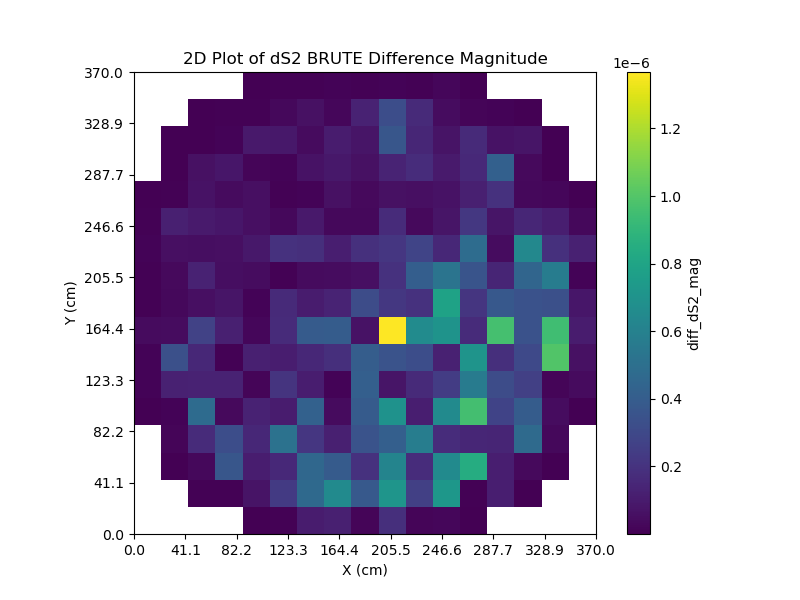 2D Plot of dS2 BRUTE Difference Magnitude
1e−6
370.0
328.9
287.7
246.6
205.5
164.4
123.3
82.2
41.1
0.0
Y (cm)
0.0 41.1 82.2 123.3 164.4 205.5 246.6 287.7 328.9 370.0
X (cm)
1.2
1.0
0.8
0.6
0.4
0.2
diff_dS2_mag